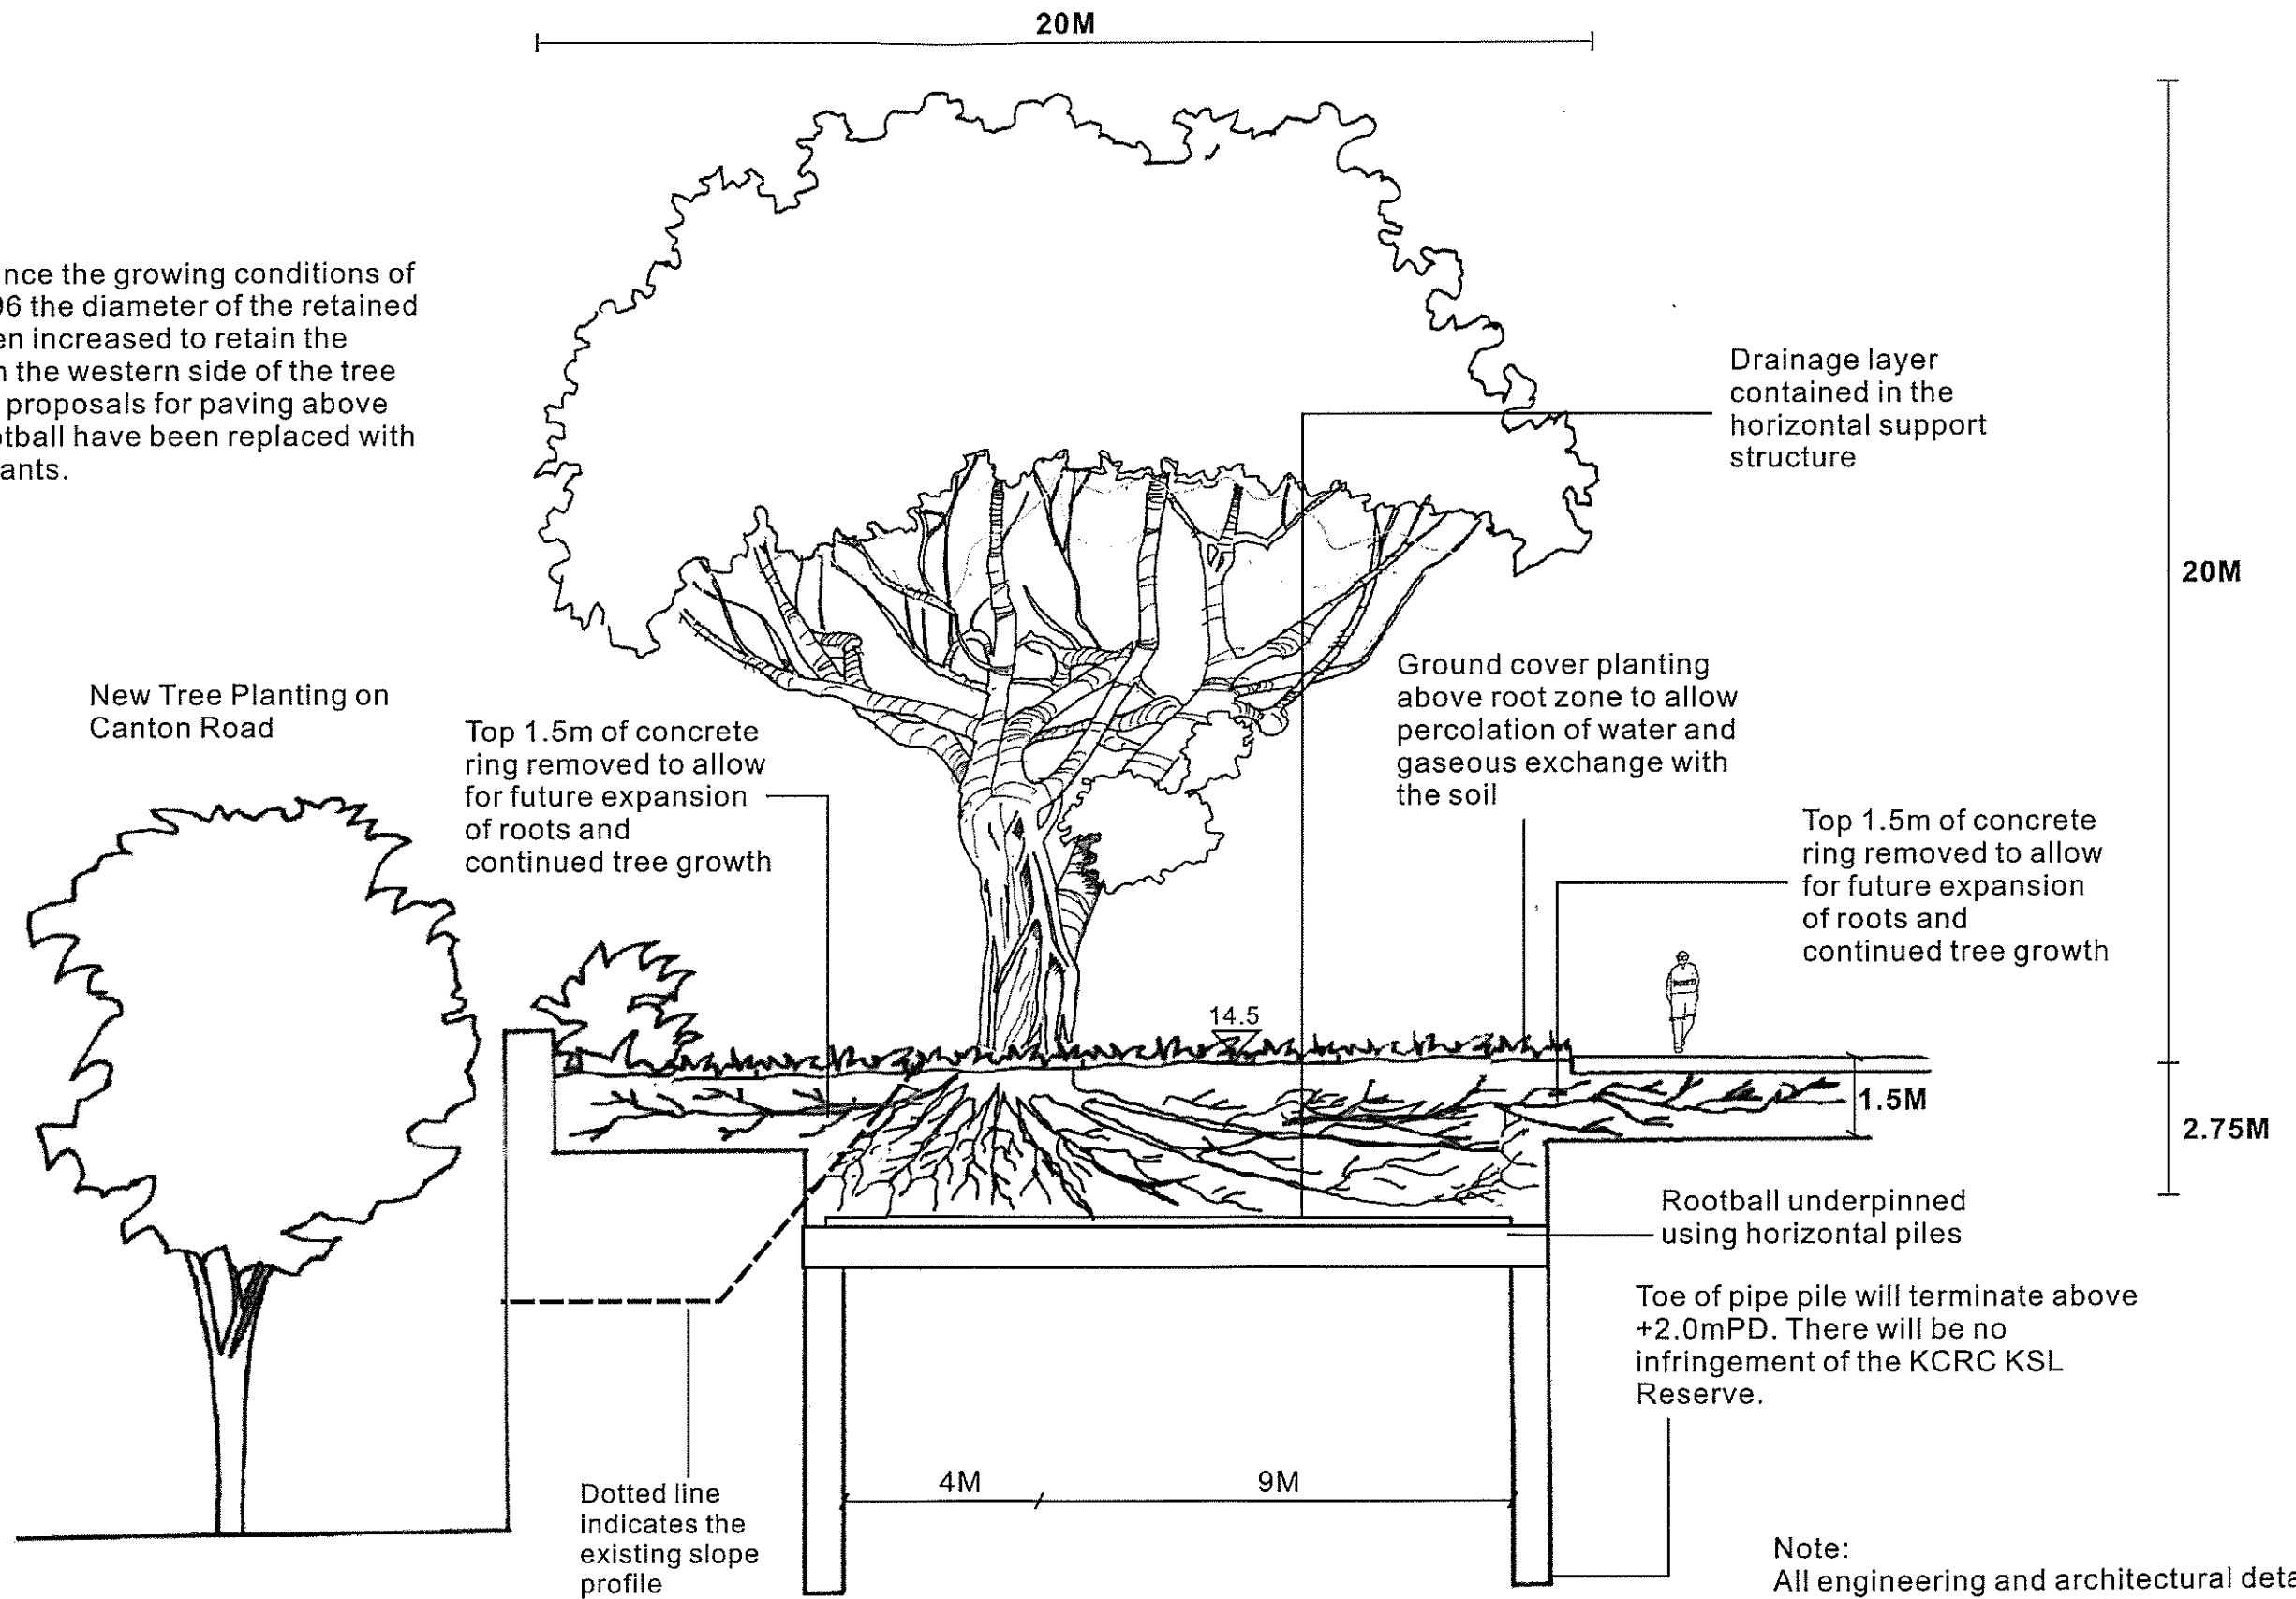 20M
nce the growing conditions of
96 the diameter of the retained
en increased to retain the
the western side of the tree
proposals for paving above
otball have been replaced with
ants.
Drainage layer
contained in the
horizontal support
structure
20M
New Tree Planting on
Canton Road
Top 1.5m of concrete
ring removed to allow
for future expansion
of roots and
continued tree growth
Ground cover planting
above root zone to allow
percolation of water and
gaseous exchange with
the soil
Top 1.5m of concrete
ring removed to allow
for future expansion
of roots and
continued tree growth
14.5
1.5M
2.75M
Rootball underpinned
using horizontal piles
Toe of pipe pile will terminate above
+2.0mPD. There will be no
infringement of the KCRC KSL
Reserve.
4M
9M
Dotted line
indicates the
existing slope
profile
Note:
All engineering and architectural deta